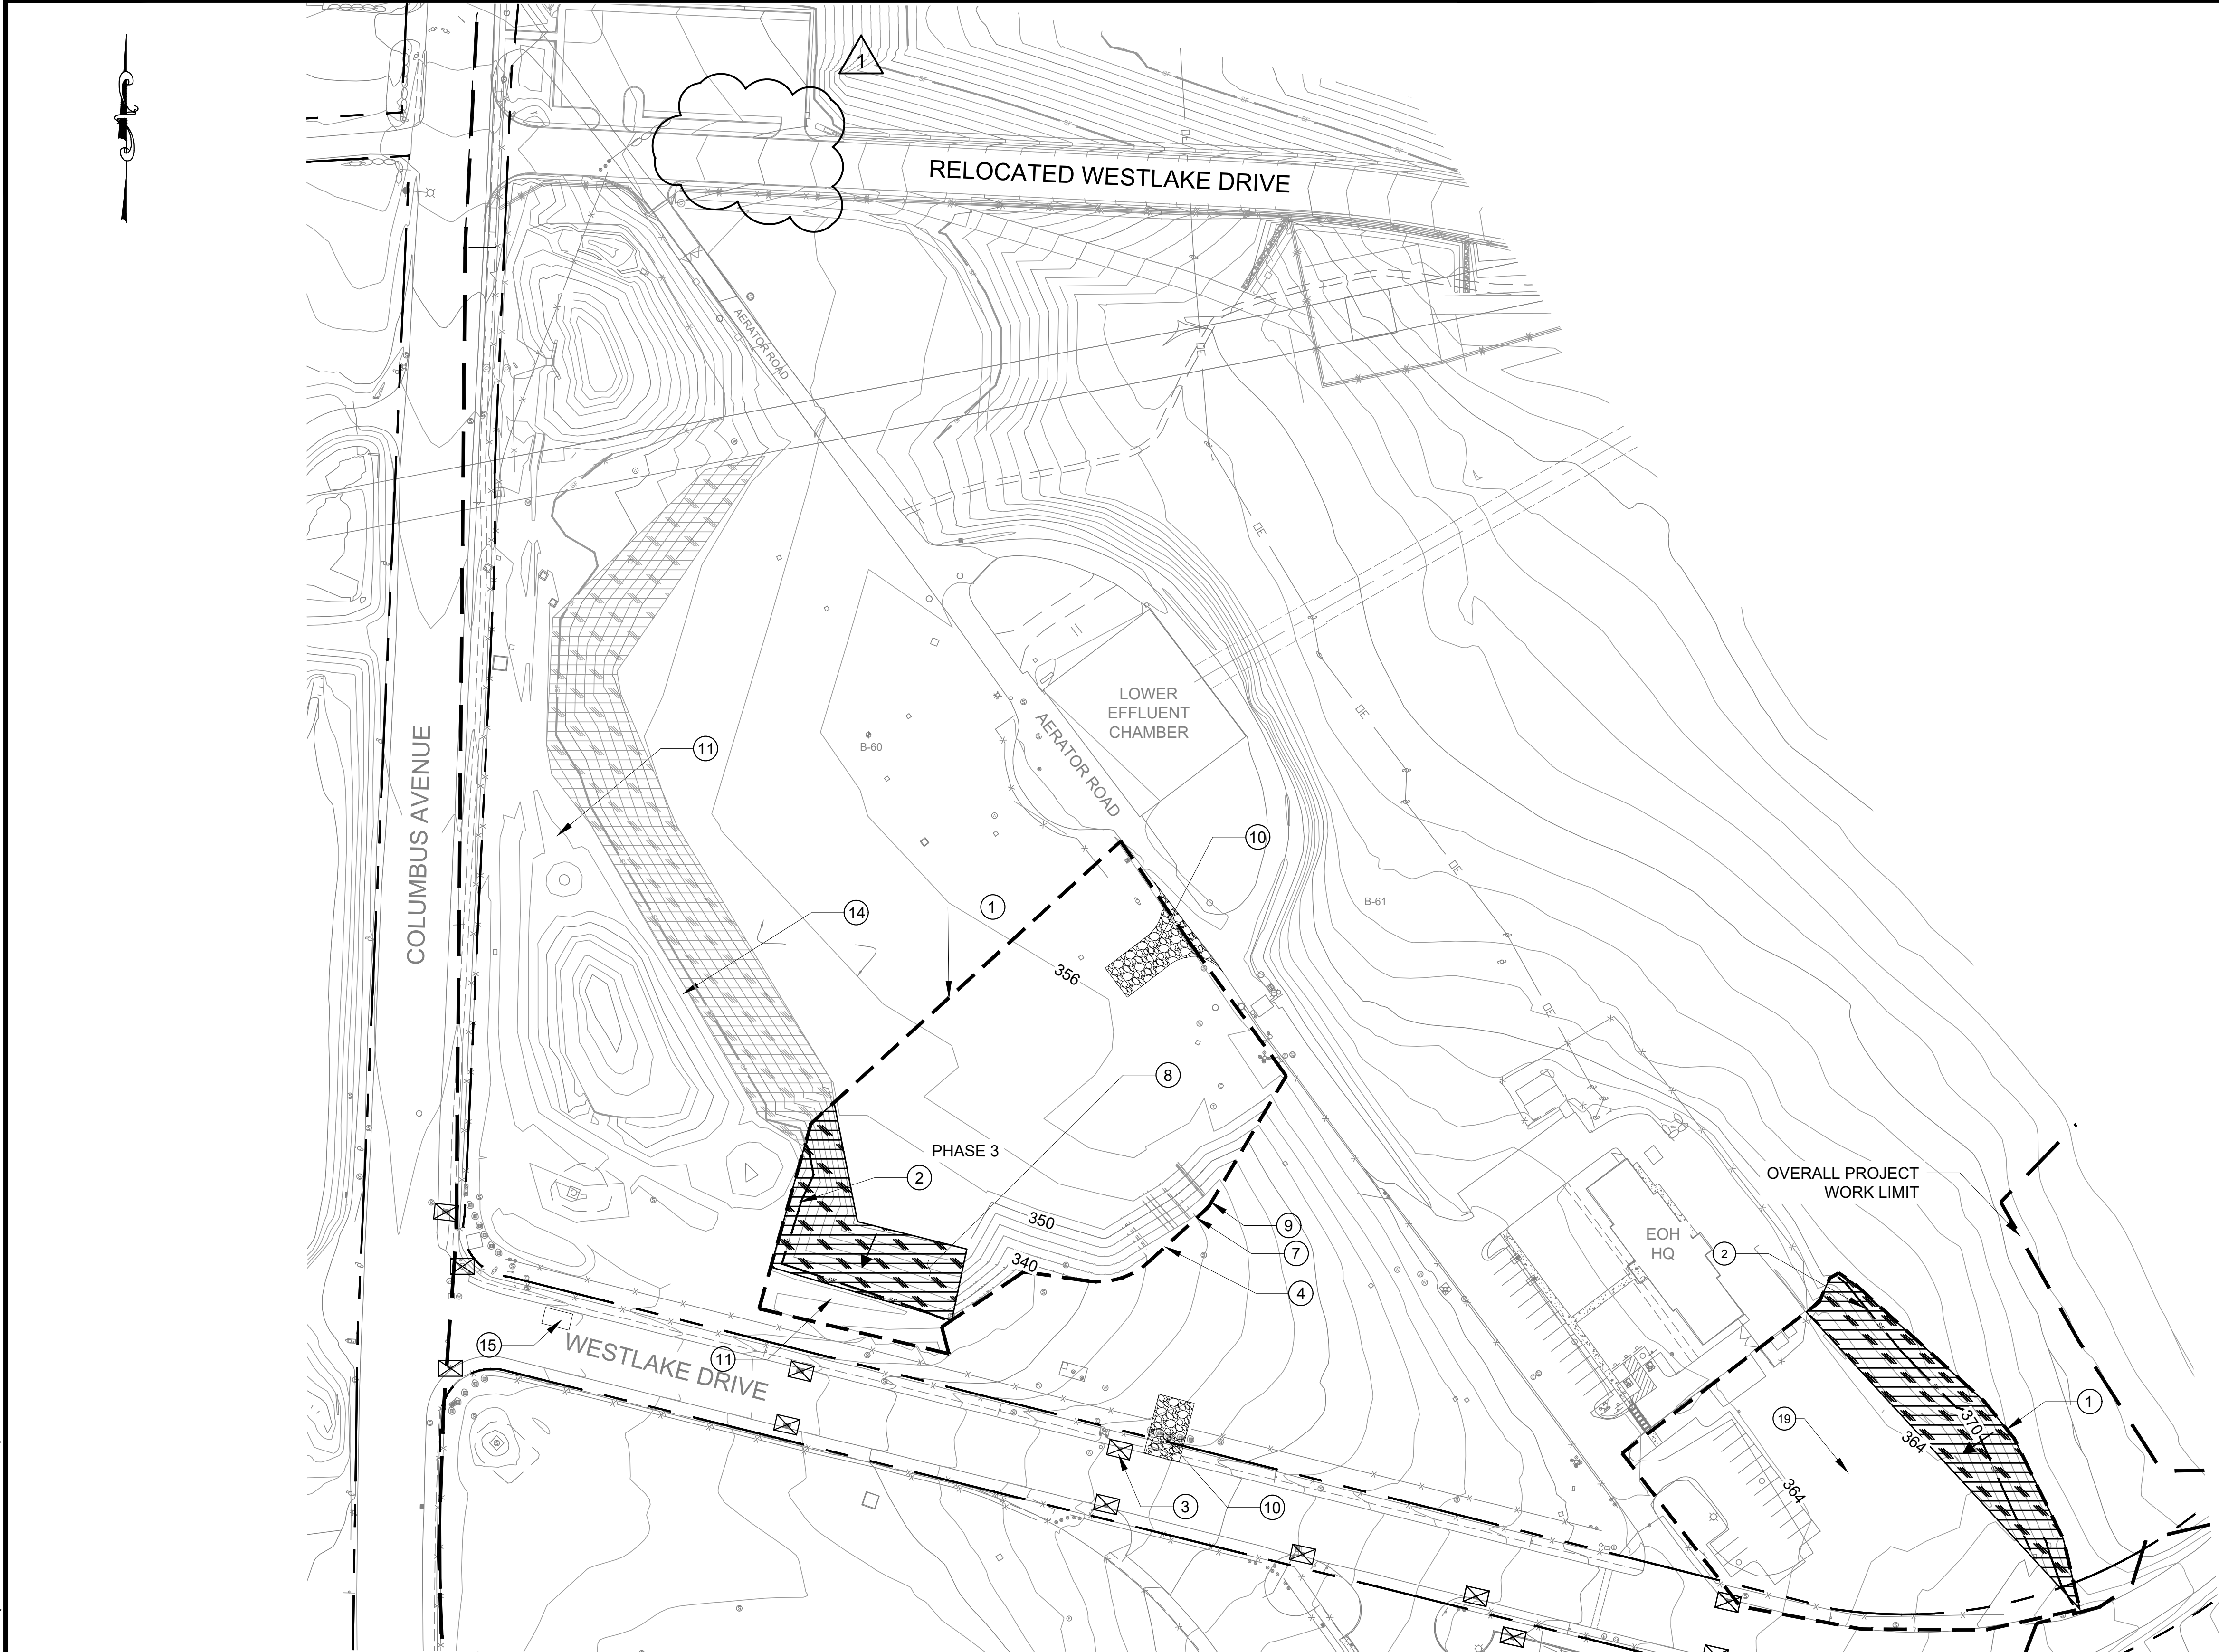 1
RELOCATED WESTLAKE DRIVE
AERATOR ROAD
COLUMBUS AVENUE
11
B-60
LOWER
EFFLUENT
CHAMBER
AERATOR ROAD
10
14
1
B-61
356
8
PHASE 3
2
350
9
7
340
4
SF
OVERALL PROJECT
WORK LIMIT
EOH
HQ
2
15
WESTLAKE DRIVE
11
1
370
364
19
364
3
10